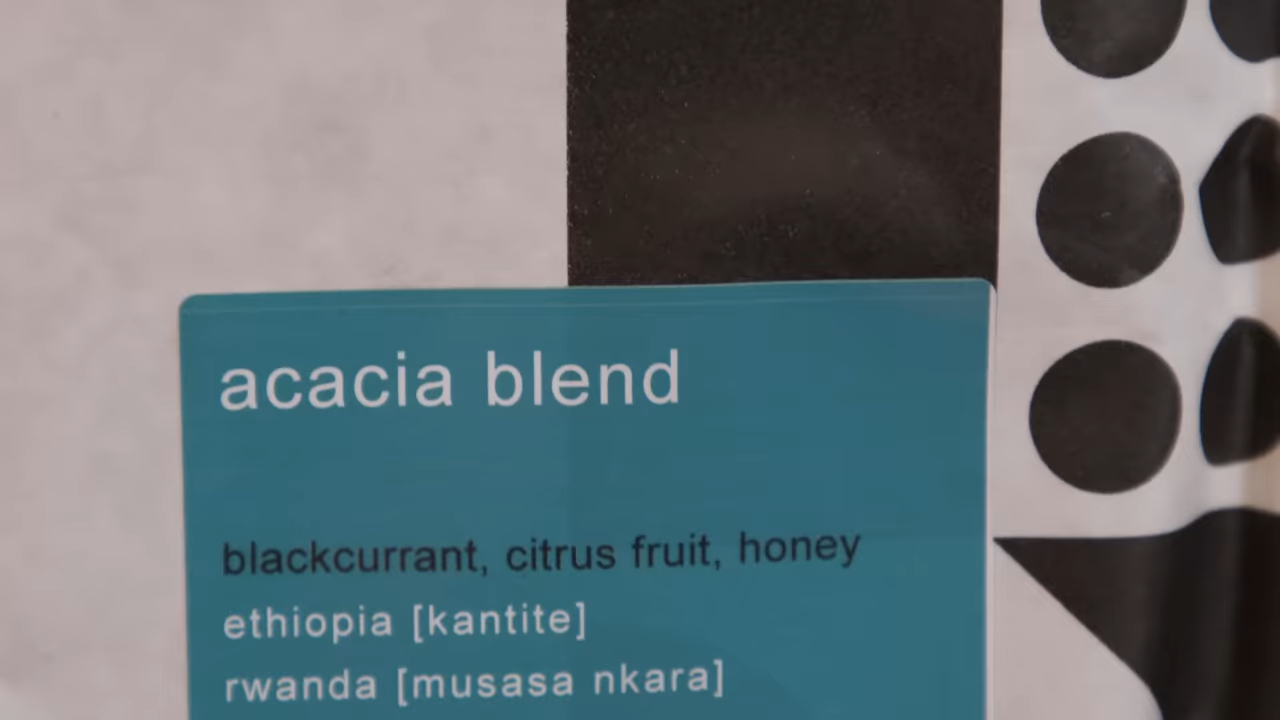 acacia blend
blackcurrant, citrus fruit, honey
ethiopia [kantite]
rwanda [musasa nkara]